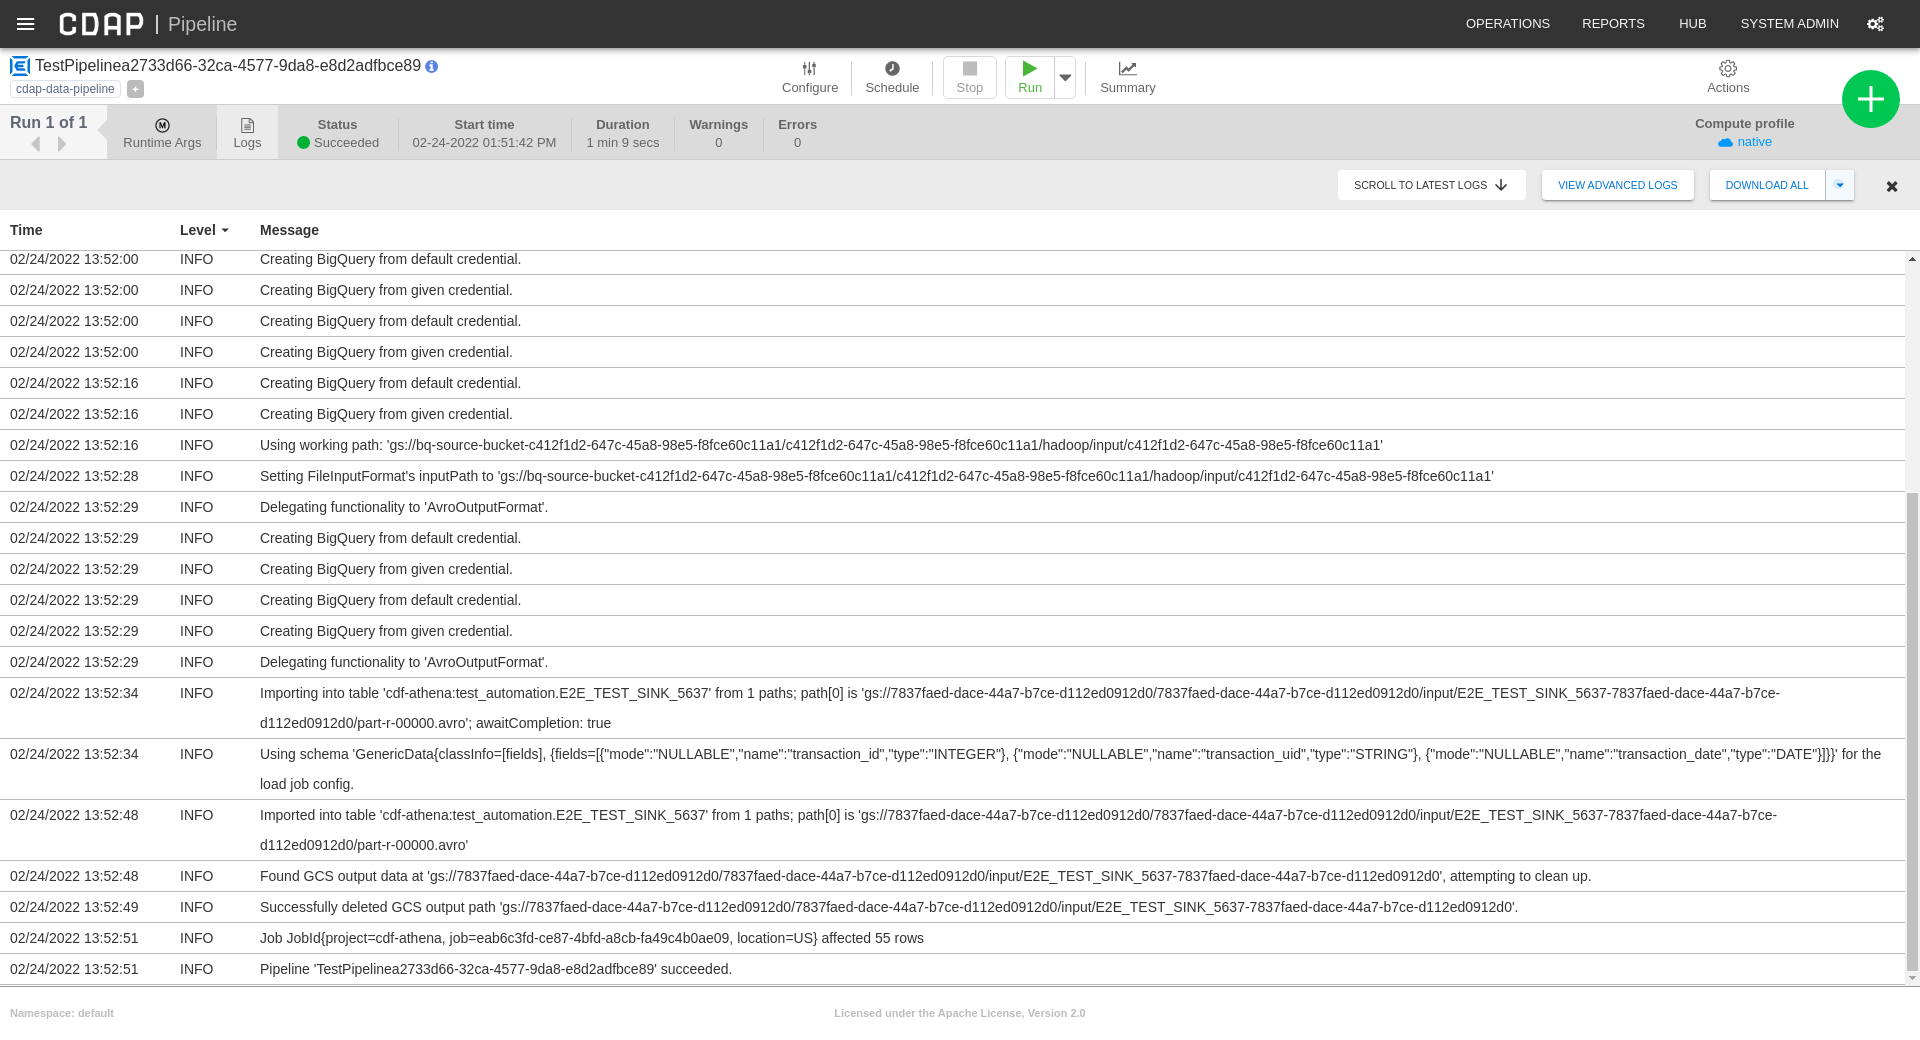 CDAP | Pipeline
OPERATIONS REPORTS HUB SYSTEM ADMIN
TestPipelinea2733d66-32ca-4577-9da8-e8d2adfbce89
cdap-data-pipeline +
Configure Schedule Stop Run Summary Actions
Run 1 of 1
Runtime Args Logs
Status Start time Duration Warnings Errors Compute profile
Succeeded 02-24-2022 01:51:42 PM 1 min 9 secs 0 0 native
SCROLL TO LATEST LOGS VIEW ADVANCED LOGS DOWNLOAD ALL
Time Level Message
02/24/2022 13:52:00 INFO Creating BigQuery from default credential.
02/24/2022 13:52:00 INFO Creating BigQuery from given credential.
02/24/2022 13:52:00 INFO Creating BigQuery from default credential.
02/24/2022 13:52:00 INFO Creating BigQuery from given credential.
02/24/2022 13:52:16 INFO Creating BigQuery from default credential.
02/24/2022 13:52:16 INFO Creating BigQuery from given credential.
02/24/2022 13:52:16 INFO Using working path: 'gs://bq-source-bucket-c412f1d2-647c-45a8-98e5-f8fce60c11a1/c412f1d2-647c-45a8-98e5-f8fce60c11a1/hadoop/input/c412f1d2-647c-45a8-98e5-f8fce60c11a1'
02/24/2022 13:52:28 INFO Setting FileInputFormat's inputPath to 'gs://bq-source-bucket-c412f1d2-647c-45a8-98e5-f8fce60c11a1/c412f1d2-647c-45a8-98e5-f8fce60c11a1/hadoop/input/c412f1d2-647c-45a8-98e5-f8fce60c11a1'
02/24/2022 13:52:29 INFO Delegating functionality to 'AvroOutputFormat'.
02/24/2022 13:52:29 INFO Creating BigQuery from default credential.
02/24/2022 13:52:29 INFO Creating BigQuery from given credential.
02/24/2022 13:52:29 INFO Creating BigQuery from default credential.
02/24/2022 13:52:29 INFO Creating BigQuery from given credential.
02/24/2022 13:52:29 INFO Delegating functionality to 'AvroOutputFormat'.
02/24/2022 13:52:34 INFO Importing into table 'cdf-athena:test_automation.E2E_TEST_SINK_5637' from 1 paths; path[0] is 'gs://7837faed-dace-44a7-b7ce-d112ed0912d0/7837faed-dace-44a7-b7ce-d112ed0912d0/input/E2E_TEST_SINK_5637-7837faed-dace-44a7-b7ce-
d112ed0912d0/part-r-00000.avro'; awaitCompletion: true
02/24/2022 13:52:34 INFO Using schema 'GenericData{classInfo=[fields], {fields=[{"mode":"NULLABLE","name":"transaction_id","type":"INTEGER"}, {"mode":"NULLABLE","name":"transaction_uid","type":"STRING"}, {"mode":"NULLABLE","name":"transaction_date","type":"DATE"}]}}' for the
load job config.
02/24/2022 13:52:48 INFO Imported into table 'cdf-athena:test_automation.E2E_TEST_SINK_5637' from 1 paths; path[0] is 'gs://7837faed-dace-44a7-b7ce-d112ed0912d0/7837faed-dace-44a7-b7ce-d112ed0912d0/input/E2E_TEST_SINK_5637-7837faed-dace-44a7-b7ce-
d112ed0912d0/part-r-00000.avro'
02/24/2022 13:52:48 INFO Found GCS output data at 'gs://7837faed-dace-44a7-b7ce-d112ed0912d0/7837faed-dace-44a7-b7ce-d112ed0912d0/input/E2E_TEST_SINK_5637-7837faed-dace-44a7-b7ce-d112ed0912d0', attempting to clean up.
02/24/2022 13:52:49 INFO Successfully deleted GCS output path 'gs://7837faed-dace-44a7-b7ce-d112ed0912d0/7837faed-dace-44a7-b7ce-d112ed0912d0/input/E2E_TEST_SINK_5637-7837faed-dace-44a7-b7ce-d112ed0912d0'.
02/24/2022 13:52:51 INFO Job JobId{project=cdf-athena, job=eab6c3fd-ce87-4bfd-a8cb-fa49c4b0ae09, location=US} affected 55 rows
02/24/2022 13:52:51 INFO Pipeline 'TestPipelinea2733d66-32ca-4577-9da8-e8d2adfbce89' succeeded.
Namespace: default Licensed under the Apache License, Version 2.0